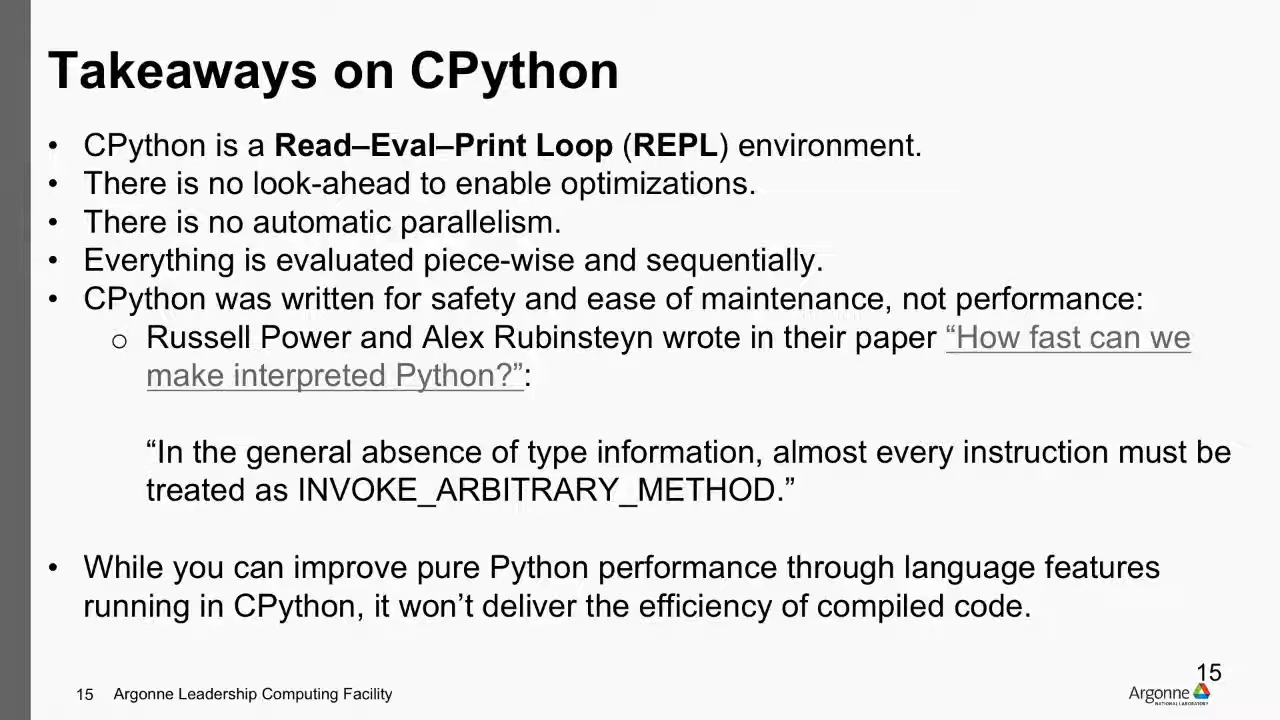 Takeaways on CPython
• CPython is a Read–Eval–Print Loop (REPL) environment.
• There is no look-ahead to enable optimizations.
• There is no automatic parallelism.
• Everything is evaluated piece-wise and sequentially.
• CPython was written for safety and ease of maintenance, not performance:
o Russell Power and Alex Rubinsteyn wrote in their paper “How fast can we
make interpreted Python?”:
“In the general absence of type information, almost every instruction must be
treated as INVOKE_ARBITRARY_METHOD.”
• While you can improve pure Python performance through language features
running in CPython, it won’t deliver the efficiency of compiled code.
15
15 Argonne Leadership Computing Facility
Argonne
NATIONAL LABORATORY